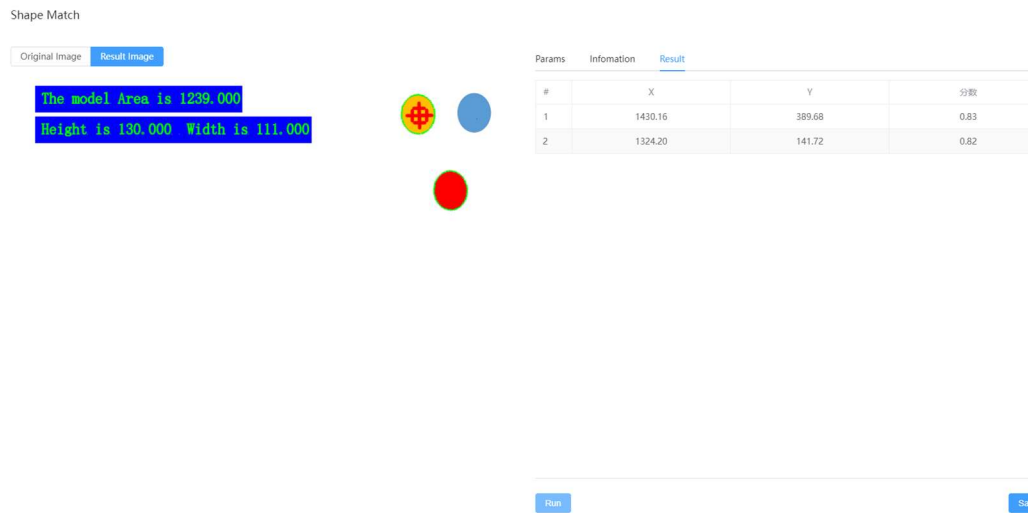 Shape Match
Original Image Result Image
The model Area is 1239.000
Height is 130.000 Width is 111.000
Params Infomation Result
# X Y 分数
1 1430.16 389.68 0.83
2 1324.20 141.72 0.82
Run Sa